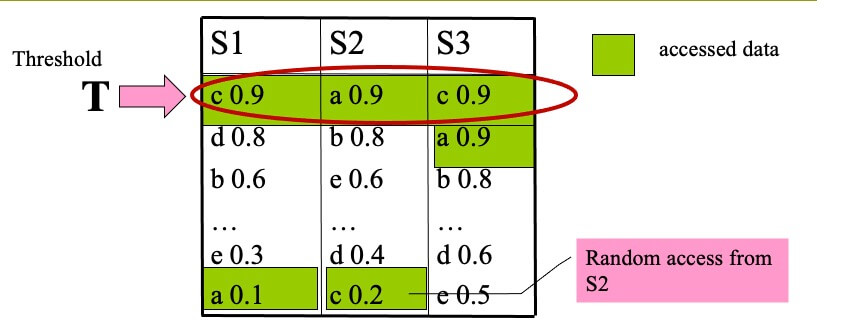 S1 S2 S3
accessed data
Threshold
T
c 0.9 a 0.9 c 0.9
d 0.8 b 0.8 a 0.9
b 0.6 e 0.6 b 0.8
... ... ...
e 0.3 d 0.4 d 0.6
a 0.1 c 0.2 e 0.5
Random access from
S2